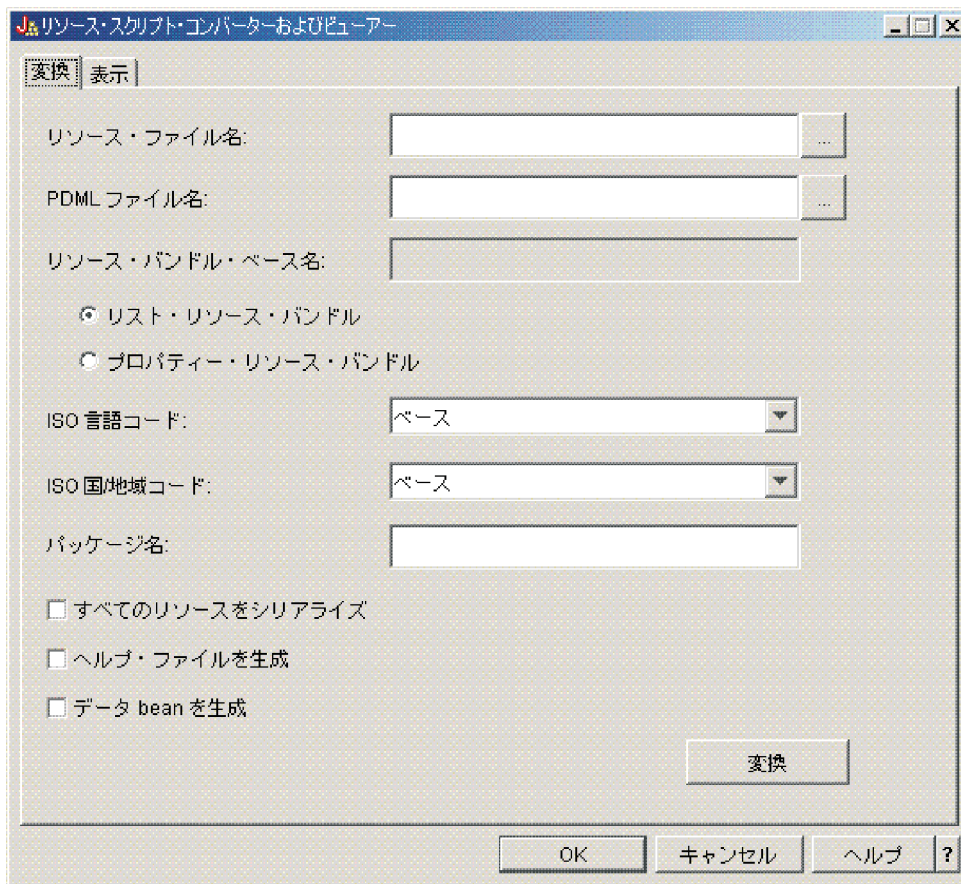 リソース・スクリプト・コンバーターおよびビューアー
変換 表示
リソース・ファイル名: ...
PDML ファイル名: ...
リソース・バンドル・ベース名:
リスト・リソース・バンドル
プロパティー・リソース・バンドル
ISO 言語コード: ベース
ISO 国/地域コード: ベース
パッケージ名:
すべてのリソースをシリアライズ
ヘルプ・ファイルを生成
データ bean を生成
変換
OK キャンセル ヘルプ ?